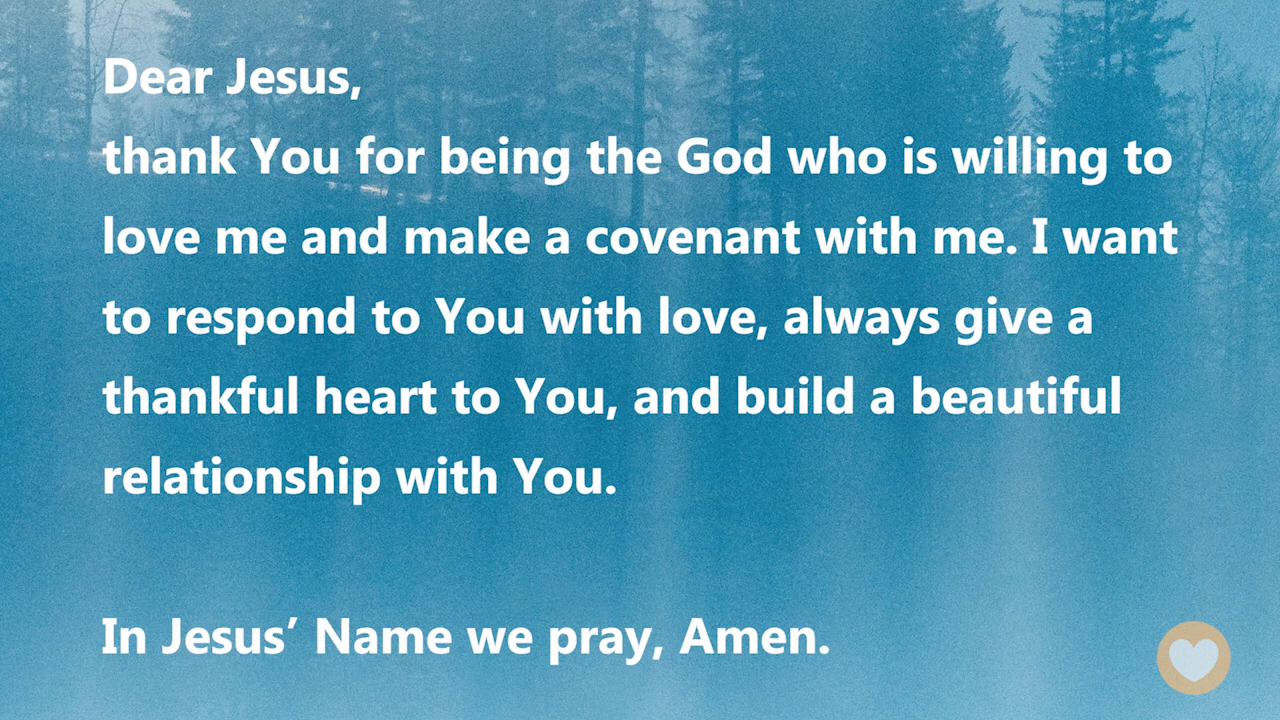 Dear Jesus,
thank You for being the God who is willing to
love me and make a covenant with me. I want
to respond to You with love, always give a
thankful heart to You, and build a beautiful
relationship with You.
In Jesus’ Name we pray, Amen.